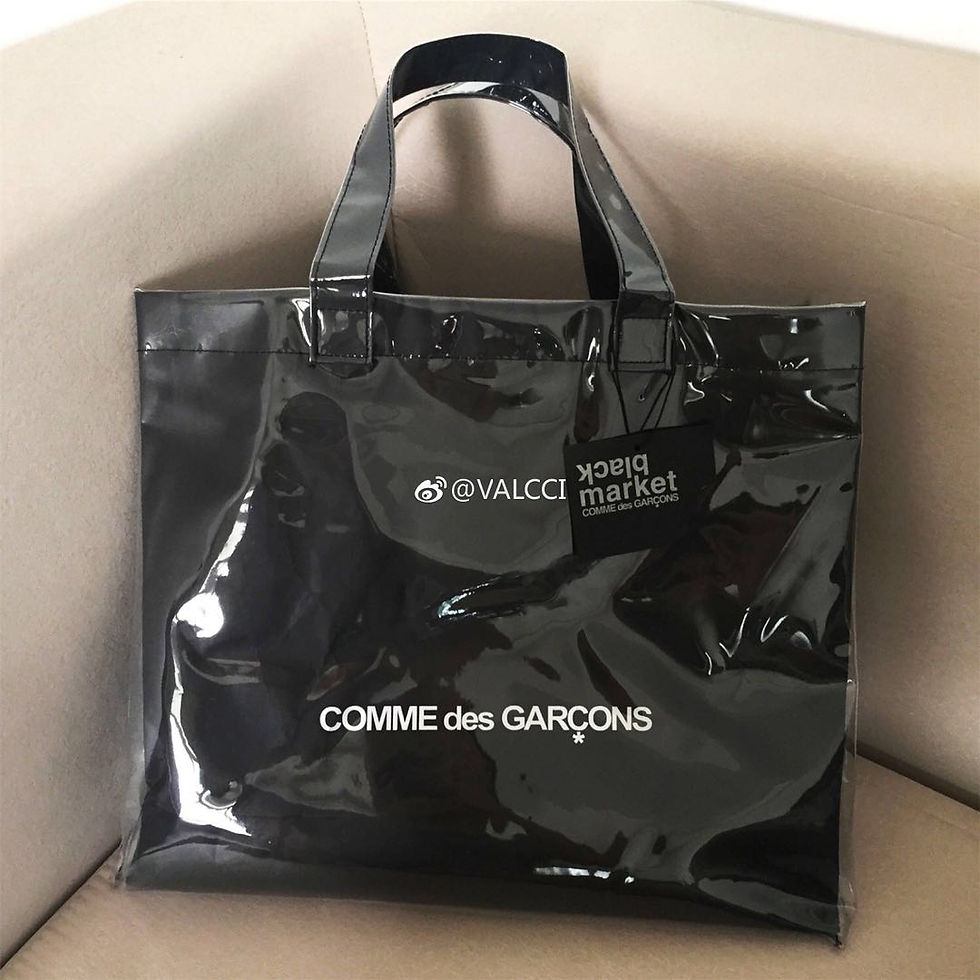 @VALCCI
black
market
COMME des GARÇONS
COMME des GARÇONS
*